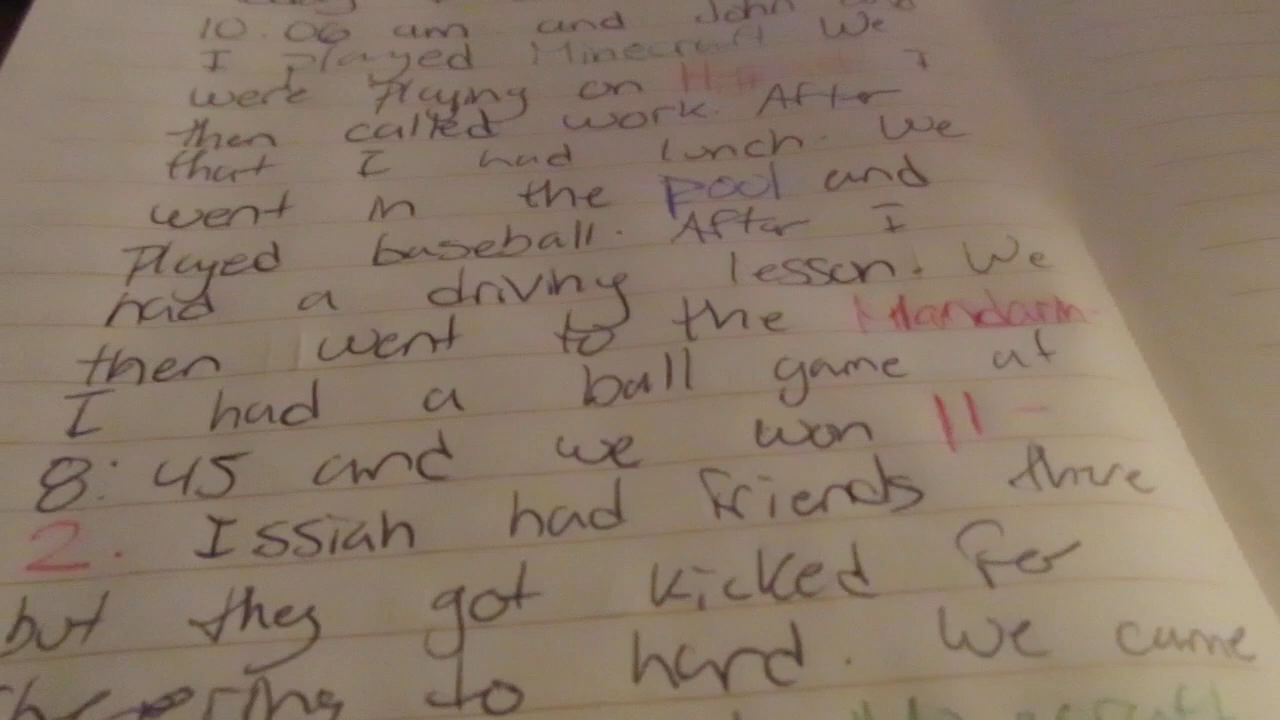 10.06 am and John
I Played Minecraft We
were Playing on I
then called work. After
that I had lunch. We
went in the pool and
Played baseball. After I
had a driving lesson. We
then went to the Mandarin
I had a ball game at
8:45 and we won 11-
2. Issiah had friends there
but they got kicked for
to hard. We came